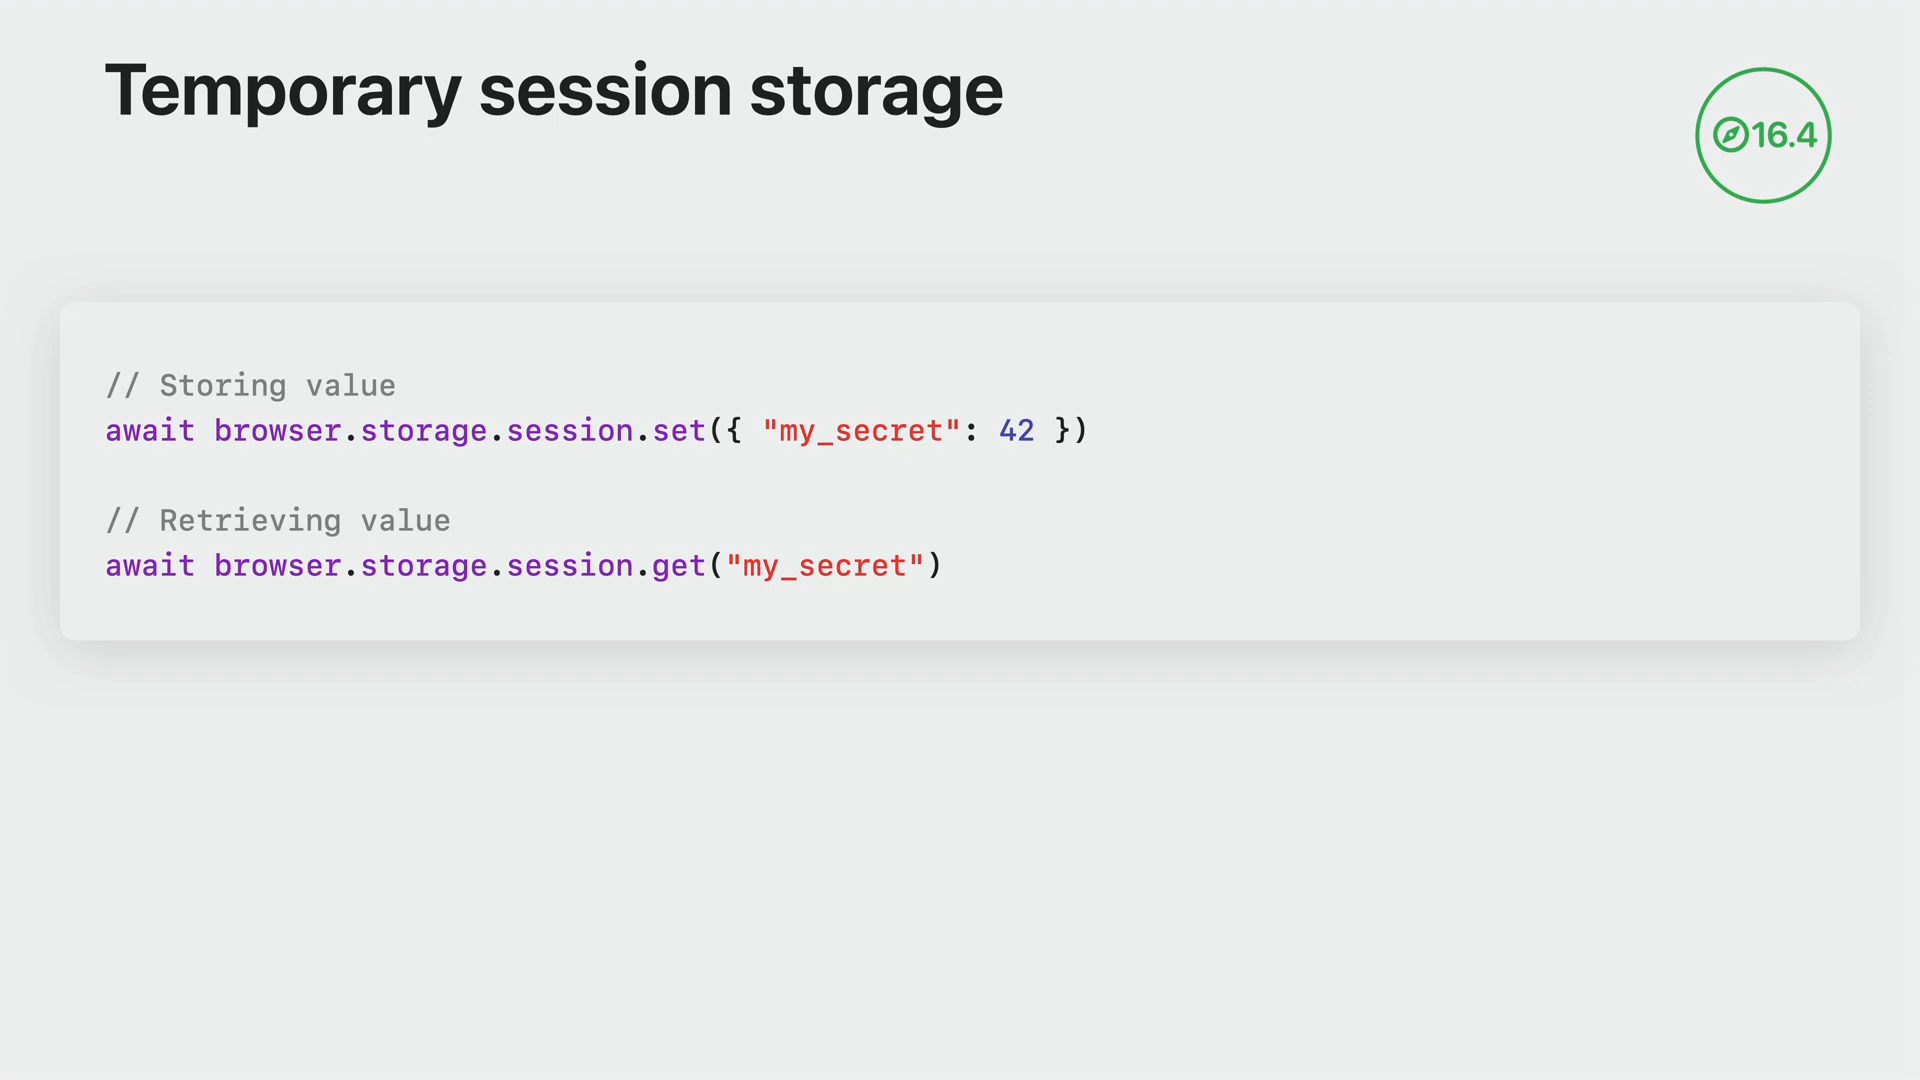 Temporary session storage
16.4
// Storing value
await browser.storage.session.set({ "my_secret": 42 })
// Retrieving value
await browser.storage.session.get("my_secret")